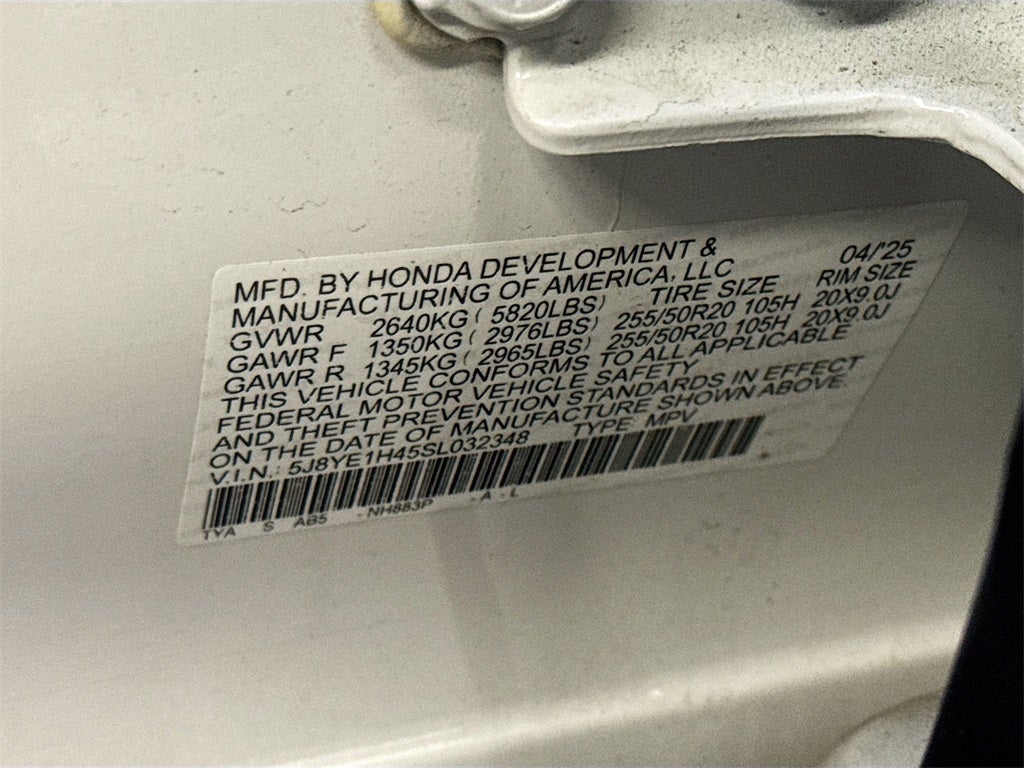 MFD. BY HONDA DEVELOPMENT & 04/'25
MANUFACTURING OF AMERICA, LLC
GVWR 2640KG ( 5820LBS) TIRE SIZE RIM SIZE
GAWR F 1350KG ( 2976LBS) 255/50R20 105H 20X9.0J
GAWR R 1345KG ( 2965LBS) 255/50R20 105H 20X9.0J
THIS VEHICLE CONFORMS TO ALL APPLICABLE
FEDERAL MOTOR VEHICLE SAFETY
AND THEFT PREVENTION STANDARDS IN EFFECT
ON THE DATE OF MANUFACTURE SHOWN ABOVE.
V.I.N.: 5J8YE1H45SL032348 TYPE: MPV
TYA S AB5 - NH883P - A - L